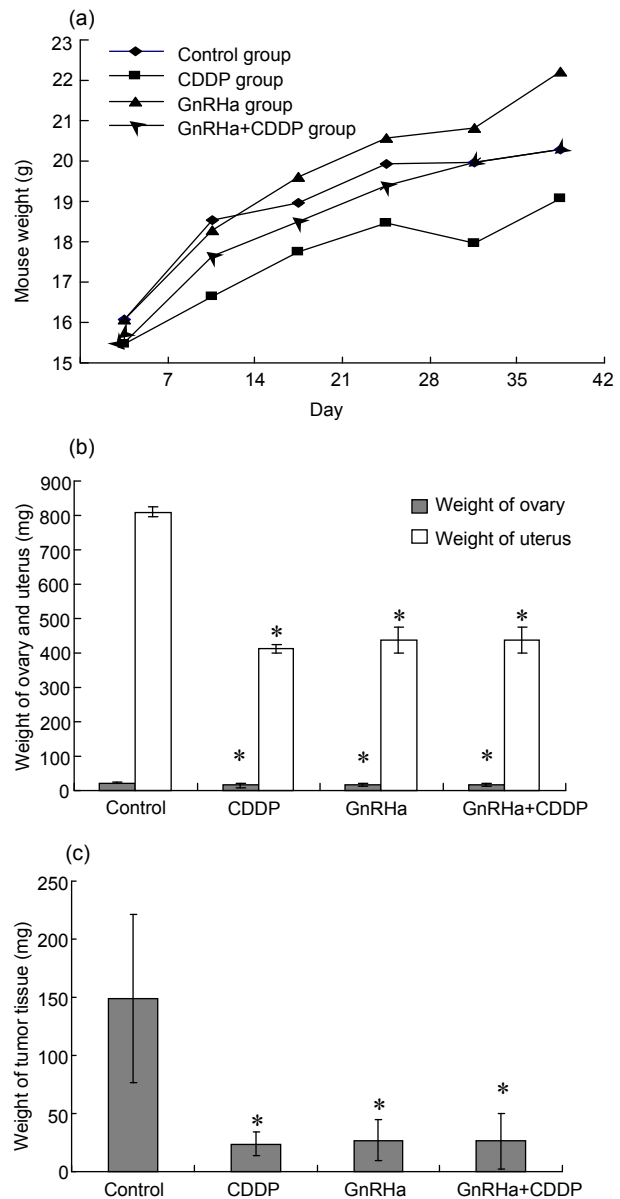 (a)
23
22
21
20
19
18
17
16
15
Mouse weight (g)
Control group
CDDP group
GnRHa group
GnRHa+CDDP group
7 14 21 28 35 42
Day
(b)
900
800
700
600
500
400
300
200
100
0
Weight of ovary and uterus (mg)
Weight of ovary
Weight of uterus
*
*
*
*
*
*
Control CDDP GnRHa GnRHa+CDDP
(c)
250
200
150
100
50
0
Weight of tumor tissue (mg)
*
*
*
Control CDDP GnRHa GnRHa+CDDP